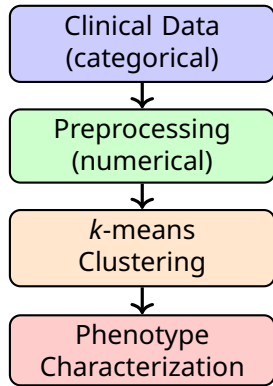 Clinical Data
(categorical)
Preprocessing
(numerical)
k-means
Clustering
Phenotype
Characterization